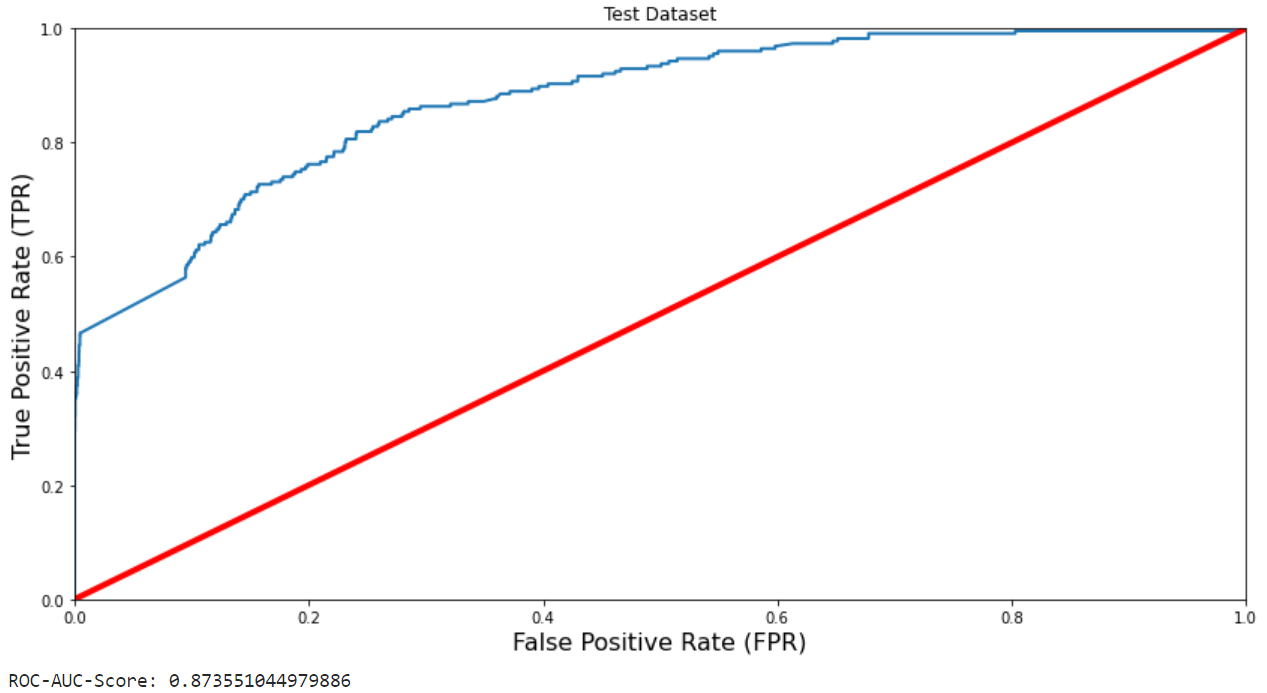 Test Dataset
1.0
0.8
0.6
0.4
0.2
0.0
True Positive Rate (TPR)
0.0 0.2 0.4 0.6 0.8 1.0
False Positive Rate (FPR)
ROC-AUC-Score: 0.873551044979886